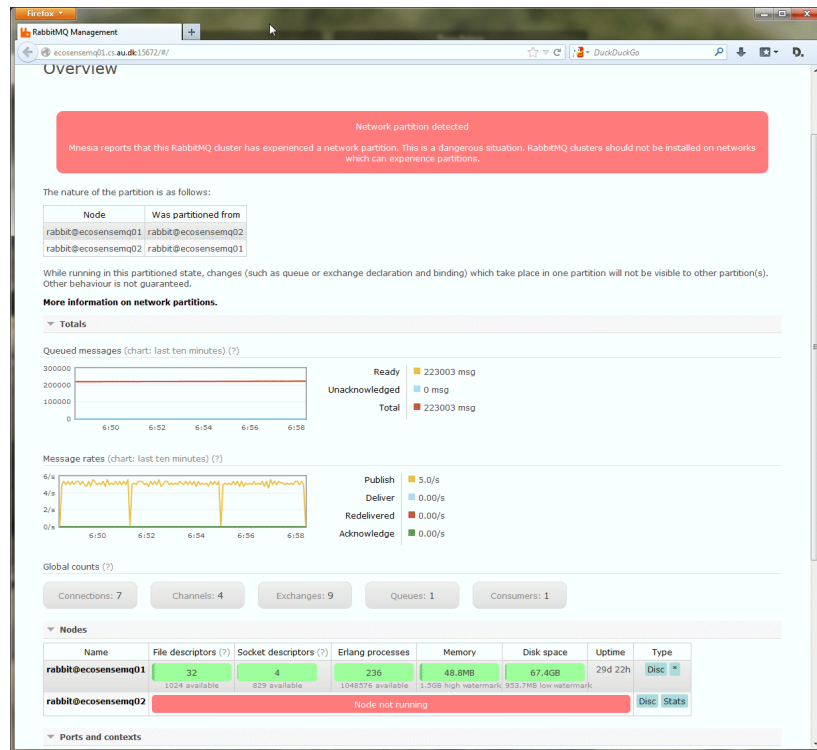 Firefox
RabbitMQ Management
ecosensemq01.cs.au.dk:15672/#/
DuckDuckGo
Overview
Network partition detected
Mnesia reports that this RabbitMQ cluster has experienced a network partition. This is a dangerous situation. RabbitMQ clusters should not be installed on networks
which can experience partitions.
The nature of the partition is as follows:
Node Was partitioned from
rabbit@ecosensemq01 rabbit@ecosensemq02
rabbit@ecosensemq02 rabbit@ecosensemq01
While running in this partitioned state, changes (such as queue or exchange declaration and binding) which take place in one partition will not be visible to other partition(s).
Other behaviour is not guaranteed.
More information on network partitions.
Totals
Queued messages (chart: last ten minutes) (?)
300000
200000
100000
0
6:50 6:52 6:54 6:56 6:58
Ready 223003 msg
Unacknowledged 0 msg
Total 223003 msg
Message rates (chart: last ten minutes) (?)
6/s
4/s
2/s
0/s
6:50 6:52 6:54 6:56 6:58
Publish 5.0/s
Deliver 0.00/s
Redelivered 0.00/s
Acknowledge 0.00/s
Global counts (?)
Connections: 7 Channels: 4 Exchanges: 9 Queues: 1 Consumers: 1
Nodes
Name File descriptors (?) Socket descriptors (?) Erlang processes Memory Disk space Uptime Type
rabbit@ecosensemq01 32 4 236 48.8MB 67.4GB 29d 22h Disc *
1024 available 829 available 1048576 available 1.5GB high watermark 953.7MB low watermark
rabbit@ecosensemq02 Node not running Disc Stats
Ports and contexts